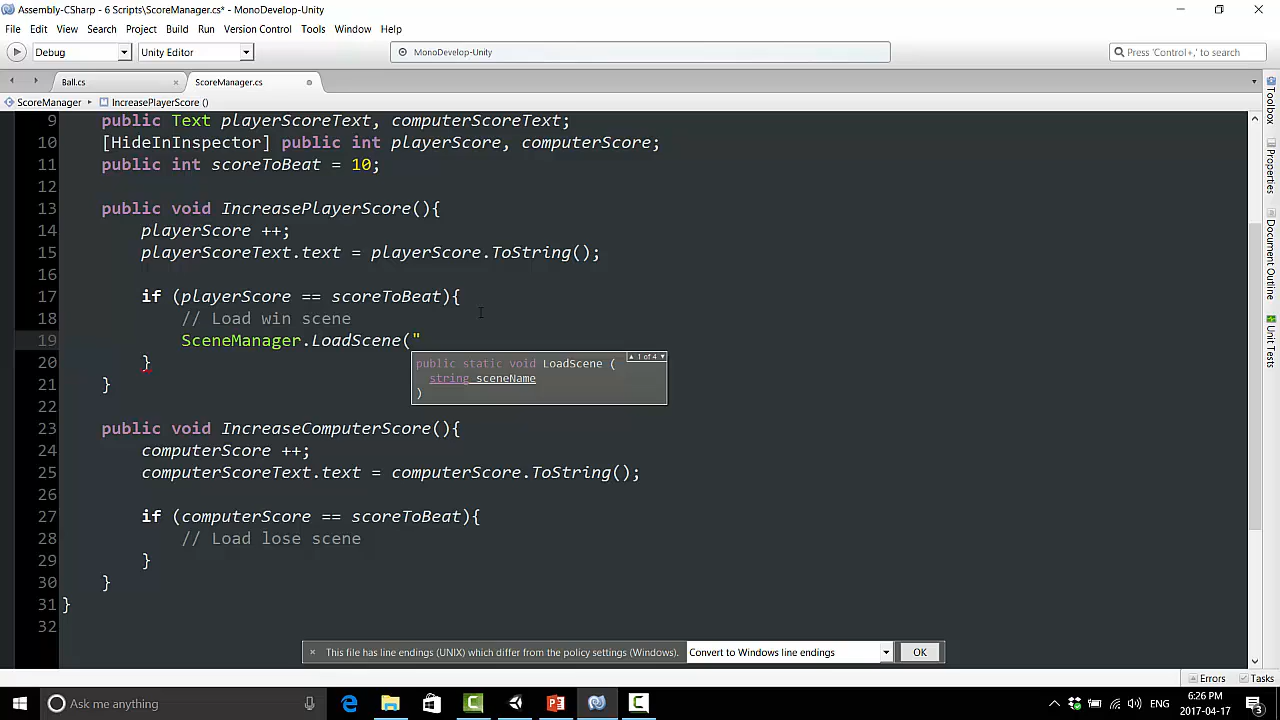 Assembly-CSharp - 6 Scripts\ScoreManager.cs* - MonoDevelop-Unity
File Edit View Search Project Build Run Version Control Tools Window Help
Debug Unity Editor MonoDevelop-Unity Press 'Control+,' to search
Ball.cs × ScoreManager.cs
ScoreManager ▸ IncreasePlayerScore ()
9 public Text playerScoreText, computerScoreText;
10 [HideInInspector] public int playerScore, computerScore;
11 public int scoreToBeat = 10;
12
13 public void IncreasePlayerScore(){
14 playerScore ++;
15 playerScoreText.text = playerScore.ToString();
16
17 if (playerScore == scoreToBeat){
18 // Load win scene
19 SceneManager.LoadScene("
20 }
21 }
22
23 public void IncreaseComputerScore(){
24 computerScore ++;
25 computerScoreText.text = computerScore.ToString();
26
27 if (computerScore == scoreToBeat){
28 // Load lose scene
29 }
30 }
31 }
32
▲ 1 of 4 ▼
public static void LoadScene (
string sceneName
)
Toolbox
Properties
Document Outline
Unit Tests
× This file has line endings (UNIX) which differ from the policy settings (Windows). Convert to Windows line endings OK
Errors Tasks
Ask me anything
ENG
6:26 PM
2017-04-17
3